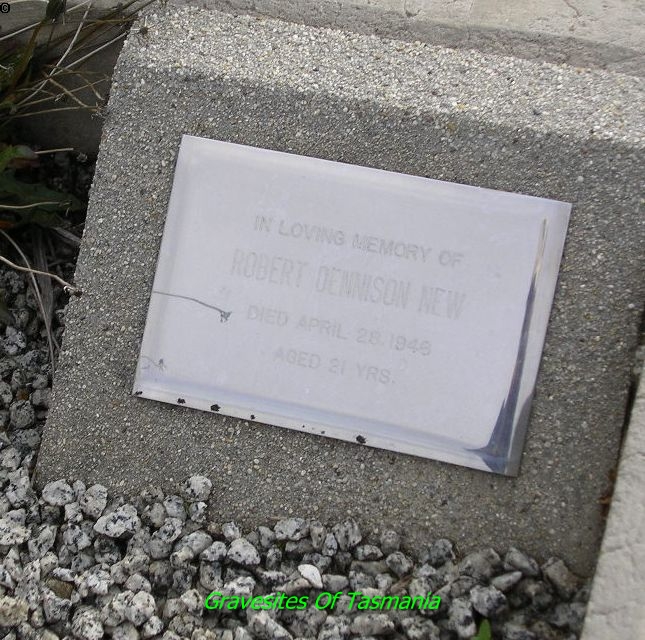 ©
IN LOVING MEMORY OF
ROBERT DENNISON NEW
DIED APRIL 28.1946
AGED 21 YRS.
Gravesites Of Tasmania